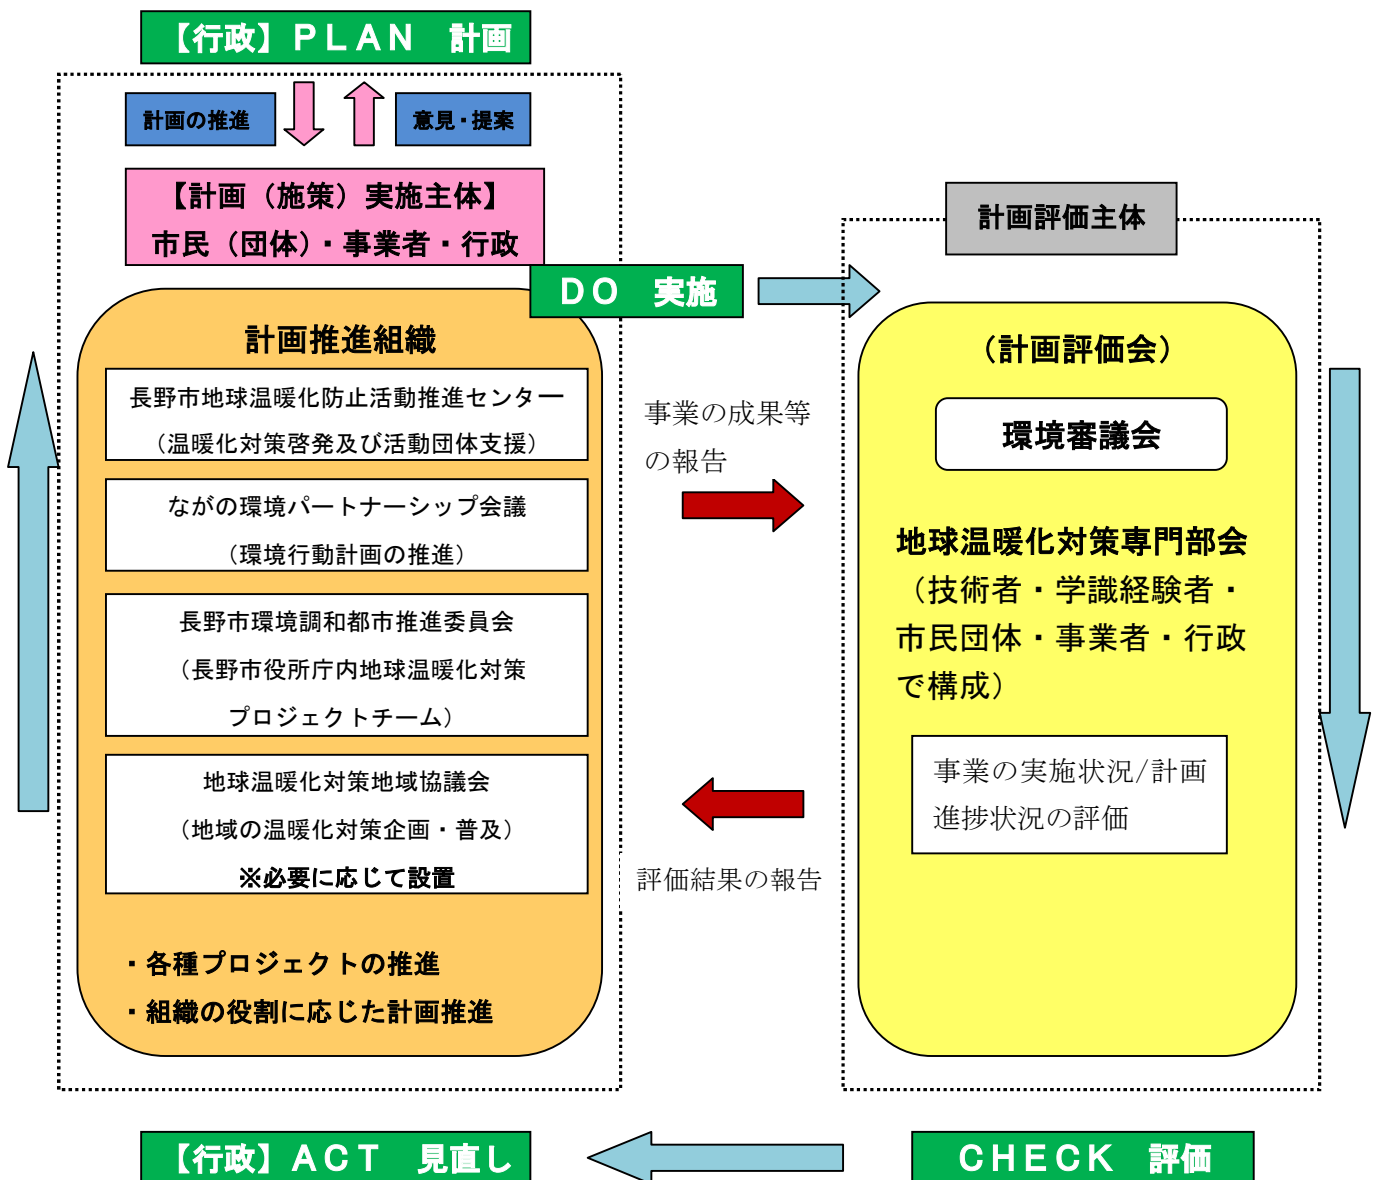 【行政】ＰＬＡＮ　計画
計画の推進
意見・提案
【計画（施策）実施主体】
市民（団体）・事業者・行政
ＤＯ　実施
計画推進組織
長野市地球温暖化防止活動推進センター
（温暖化対策啓発及び活動団体支援）
ながの環境パートナーシップ会議
（環境行動計画の推進）
長野市環境調和都市推進委員会
（長野市役所庁内地球温暖化対策
プロジェクトチーム）
地球温暖化対策地域協議会
（地域の温暖化対策企画・普及）
※必要に応じて設置
・各種プロジェクトの推進
・組織の役割に応じた計画推進
事業の成果等
の報告
評価結果の報告
計画評価主体
（計画評価会）
環境審議会
地球温暖化対策専門部会
（技術者・学識経験者・
市民団体・事業者・行政
で構成）
事業の実施状況/計画
進捗状況の評価
【行政】ＡＣＴ　見直し
ＣＨＥＣＫ　評価